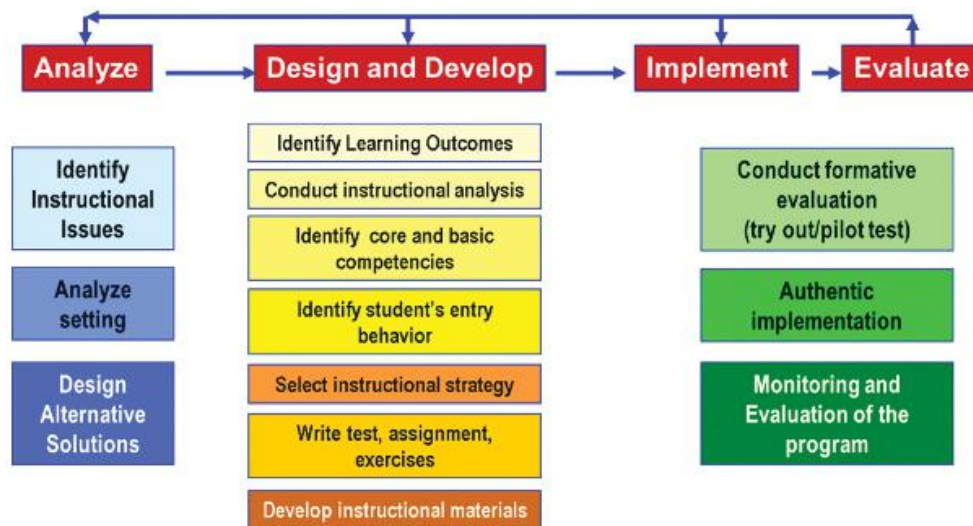 Analyze
Design and Develop
Implement
Evaluate
Identify
Instructional
Issues
Analyze
setting
Design
Alternative
Solutions
Identify Learning Outcomes
Conduct instructional analysis
Identify core and basic
competencies
Identify student's entry
behavior
Select instructional strategy
Write test, assignment,
exercises
Develop instructional materials
Conduct formative
evaluation
(try out/pilot test)
Authentic
implementation
Monitoring and
Evaluation of the
program